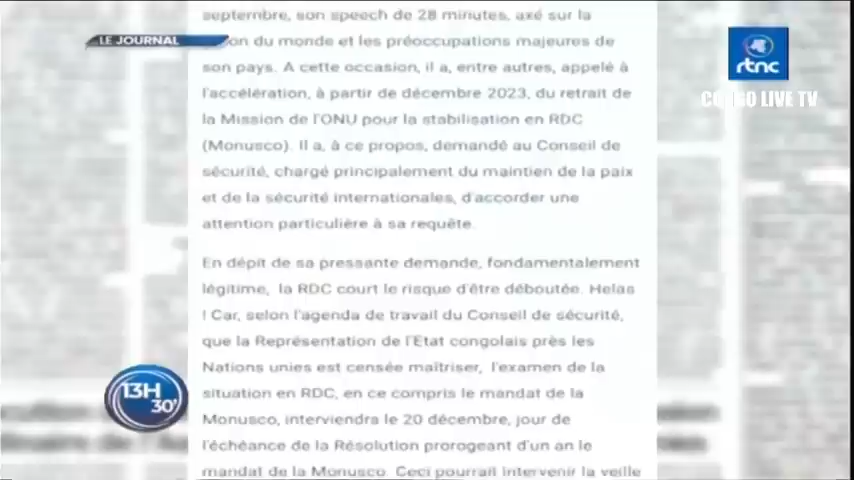 septembre, son speech de 28 minutes, axé sur la
LE JOURNAL
on du monde et les préoccupations majeures de
son pays. A cette occasion, il a, entre autres, appelé à
l'accélération, à partir de décembre 2023, du retrait de
la Mission de l'ONU pour la stabilisation en RDC
(Monusco). Il a, à ce propos, demandé au Conseil de
sécurité, chargé principalement du maintien de la paix
et de la sécurité internationales, d'accorder une
attention particulière à sa requête.
En dépit de sa pressante demande, fondamentalement
légitime, la RDC court le risque d'être déboutée. Helas
! Car, selon l'agenda de travail du Conseil de sécurité,
que la Représentation de l'Etat congolais près les
Nations unies est censée maîtriser, l'examen de la
situation en RDC, en ce compris le mandat de la
Monusco, interviendra le 20 décembre, jour de
l'échéance de la Résolution prorogeant d'un an le
mandat de la Monusco. Ceci pourrait intervenir la veille
rtnc
CONGO LIVE TV
13H
30'